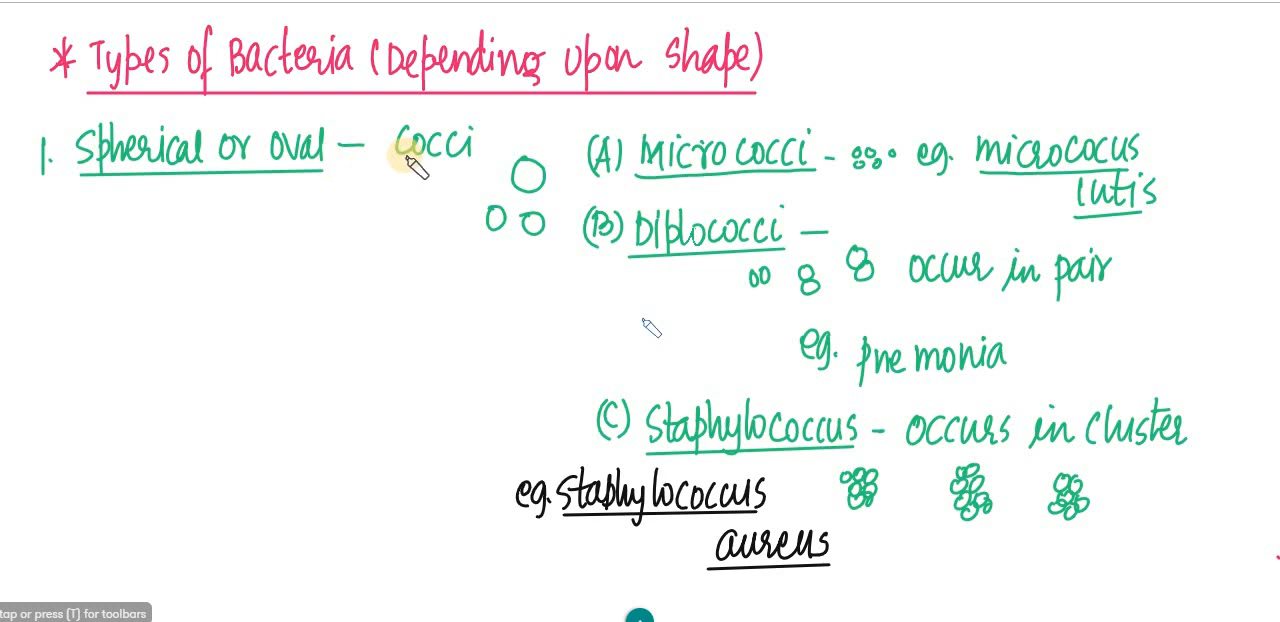 * Types of Bacteria (Depending upon shape)
1. Spherical or oval — Cocci
(A) Micrococci - eg. micrococus
lutis
(B) Diplococci —
occur in pair
eg. pnemonia
(C) Staphylococcus - occurs in cluster
eg. staphylococcus
aureus
tap or press [T] for toolbars